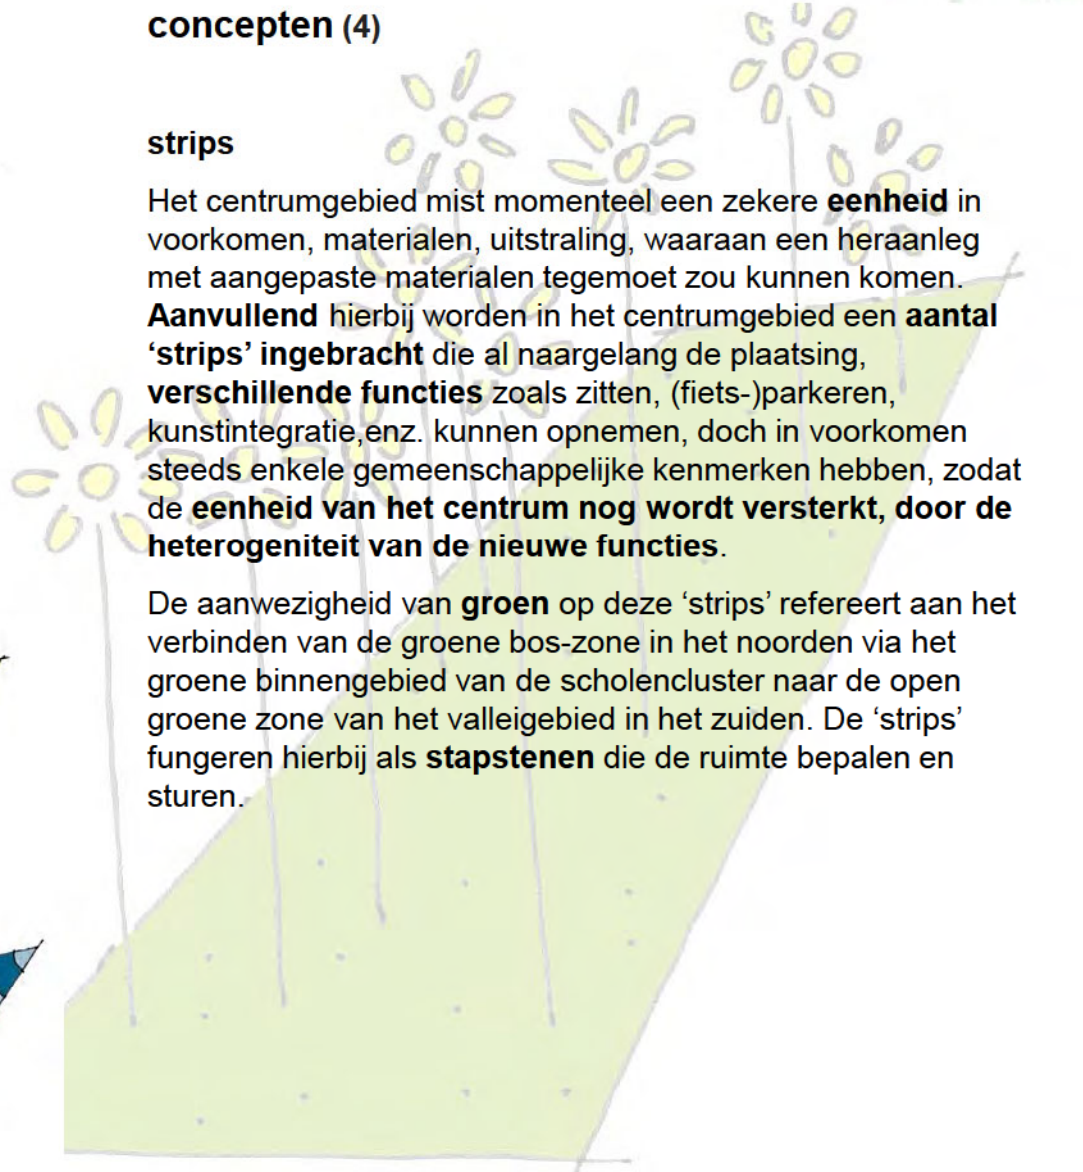 concepten (4)
strips
Het centrumgebied mist momenteel een zekere eenheid in
voorkomen, materialen, uitstraling, waaraan een heraanleg
met aangepaste materialen tegemoet zou kunnen komen.
Aanvullend hierbij worden in het centrumgebied een aantal
‘strips’ ingebracht die al naargelang de plaatsing,
verschillende functies zoals zitten, (fiets-)parkeren,
kunstintegratie,enz. kunnen opnemen, doch in voorkomen
steeds enkele gemeenschappelijke kenmerken hebben, zodat
de eenheid van het centrum nog wordt versterkt, door de
heterogeniteit van de nieuwe functies.
De aanwezigheid van groen op deze ‘strips’ refereert aan het
verbinden van de groene bos-zone in het noorden via het
groene binnengebied van de scholencluster naar de open
groene zone van het valleigebied in het zuiden. De ‘strips’
fungeren hierbij als stapstenen die de ruimte bepalen en
sturen.